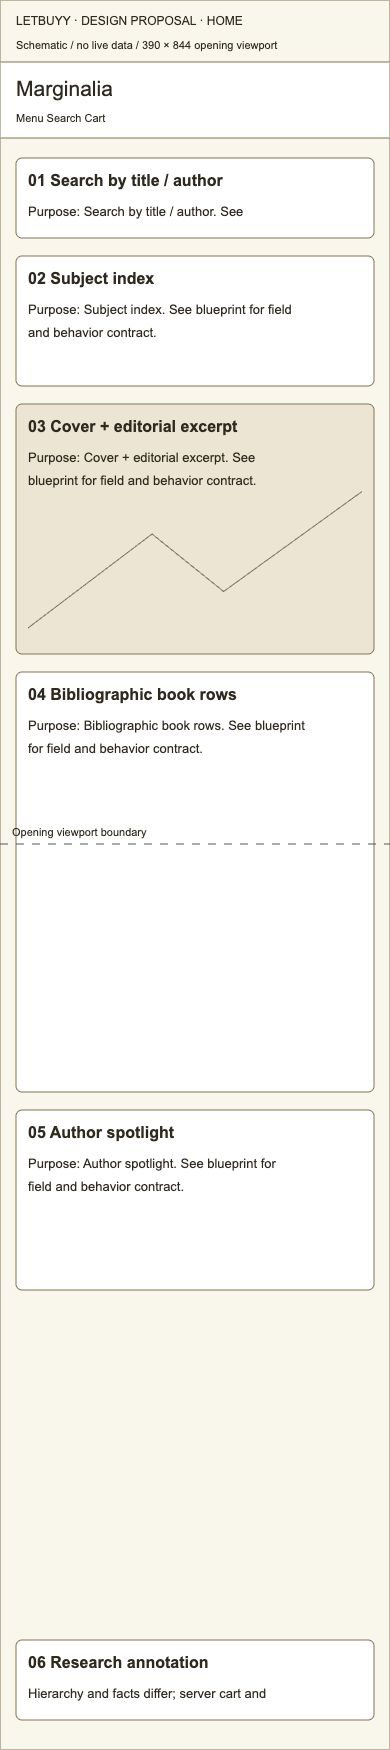 LETBUYY · DESIGN PROPOSAL · HOME
Schematic / no live data / 390 × 844 opening viewport
Marginalia
Menu Search Cart
01 Search by title / author
Purpose: Search by title / author. See
02 Subject index
Purpose: Subject index. See blueprint for field
and behavior contract.
03 Cover + editorial excerpt
Purpose: Cover + editorial excerpt. See
blueprint for field and behavior contract.
04 Bibliographic book rows
Purpose: Bibliographic book rows. See blueprint
for field and behavior contract.
Opening viewport boundary
05 Author spotlight
Purpose: Author spotlight. See blueprint for
field and behavior contract.
06 Research annotation
Hierarchy and facts differ; server cart and